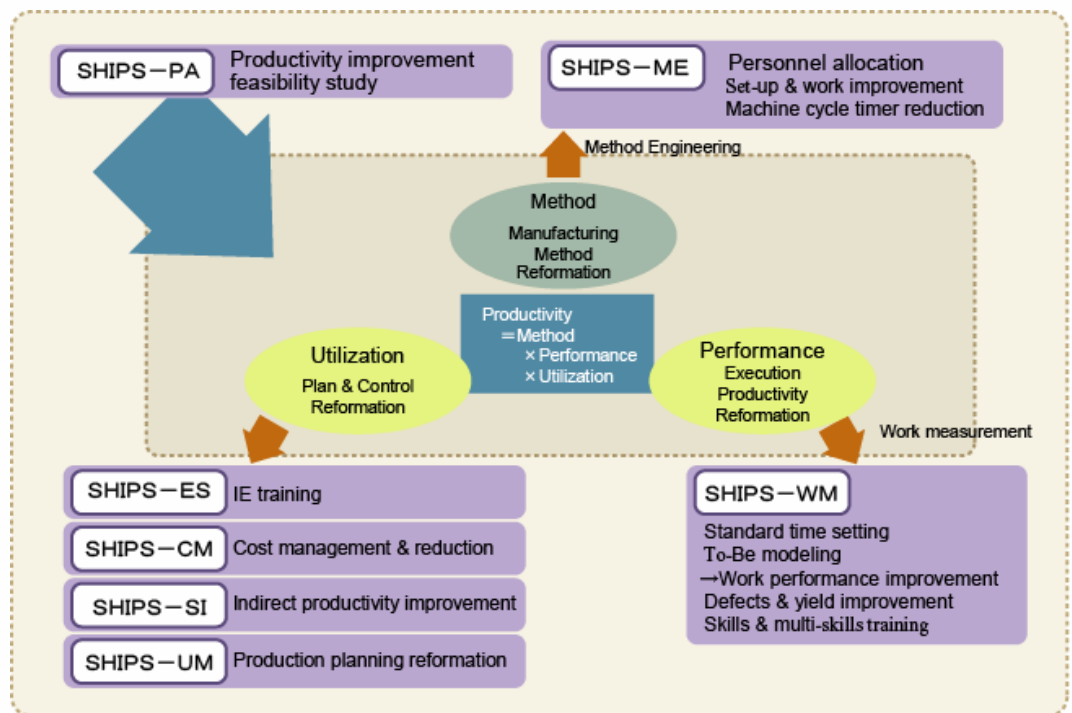 SHIPS－PA
Productivity improvement
feasibility study
SHIPS－ME
Personnel allocation
Set-up & work improvement
Machine cycle timer reduction
Method Engineering
Method
Manufacturing
Method
Reformation
Productivity
＝Method
×Performance
×Utilization
Utilization
Plan & Control
Reformation
Performance
Execution
Productivity
Reformation
Work measurement
SHIPS－ES
IE training
SHIPS－CM
Cost management & reduction
SHIPS－SI
Indirect productivity improvement
SHIPS－UM
Production planning reformation
SHIPS－WM
Standard time setting
To-Be modeling
→Work performance improvement
Defects & yield improvement
Skills & multi-skills training